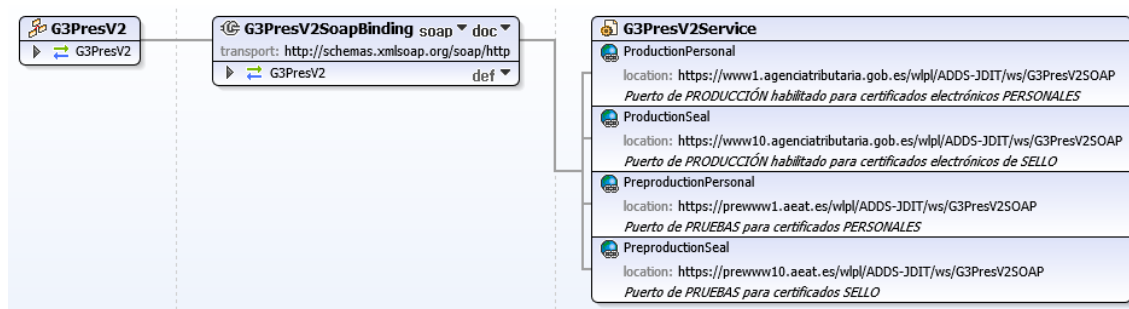 G3PresV2
G3PresV2
G3PresV2SoapBinding soap doc
transport: http://schemas.xmlsoap.org/soap/http
G3PresV2 def
G3PresV2Service
ProductionPersonal
location: https://www1.agenciatributaria.gob.es/wlpl/ADDS-JDIT/ws/G3PresV2SOAP
Puerto de PRODUCCIÓN habilitado para certificados electrónicos PERSONALES
ProductionSeal
location: https://www10.agenciatributaria.gob.es/wlpl/ADDS-JDIT/ws/G3PresV2SOAP
Puerto de PRODUCCIÓN habilitado para certificados electrónicos de SELLO
PreproductionPersonal
location: https://prewww1.aeat.es/wlpl/ADDS-JDIT/ws/G3PresV2SOAP
Puerto de PRUEBAS para certificados PERSONALES
PreproductionSeal
location: https://prewww10.aeat.es/wlpl/ADDS-JDIT/ws/G3PresV2SOAP
Puerto de PRUEBAS para certificados SELLO